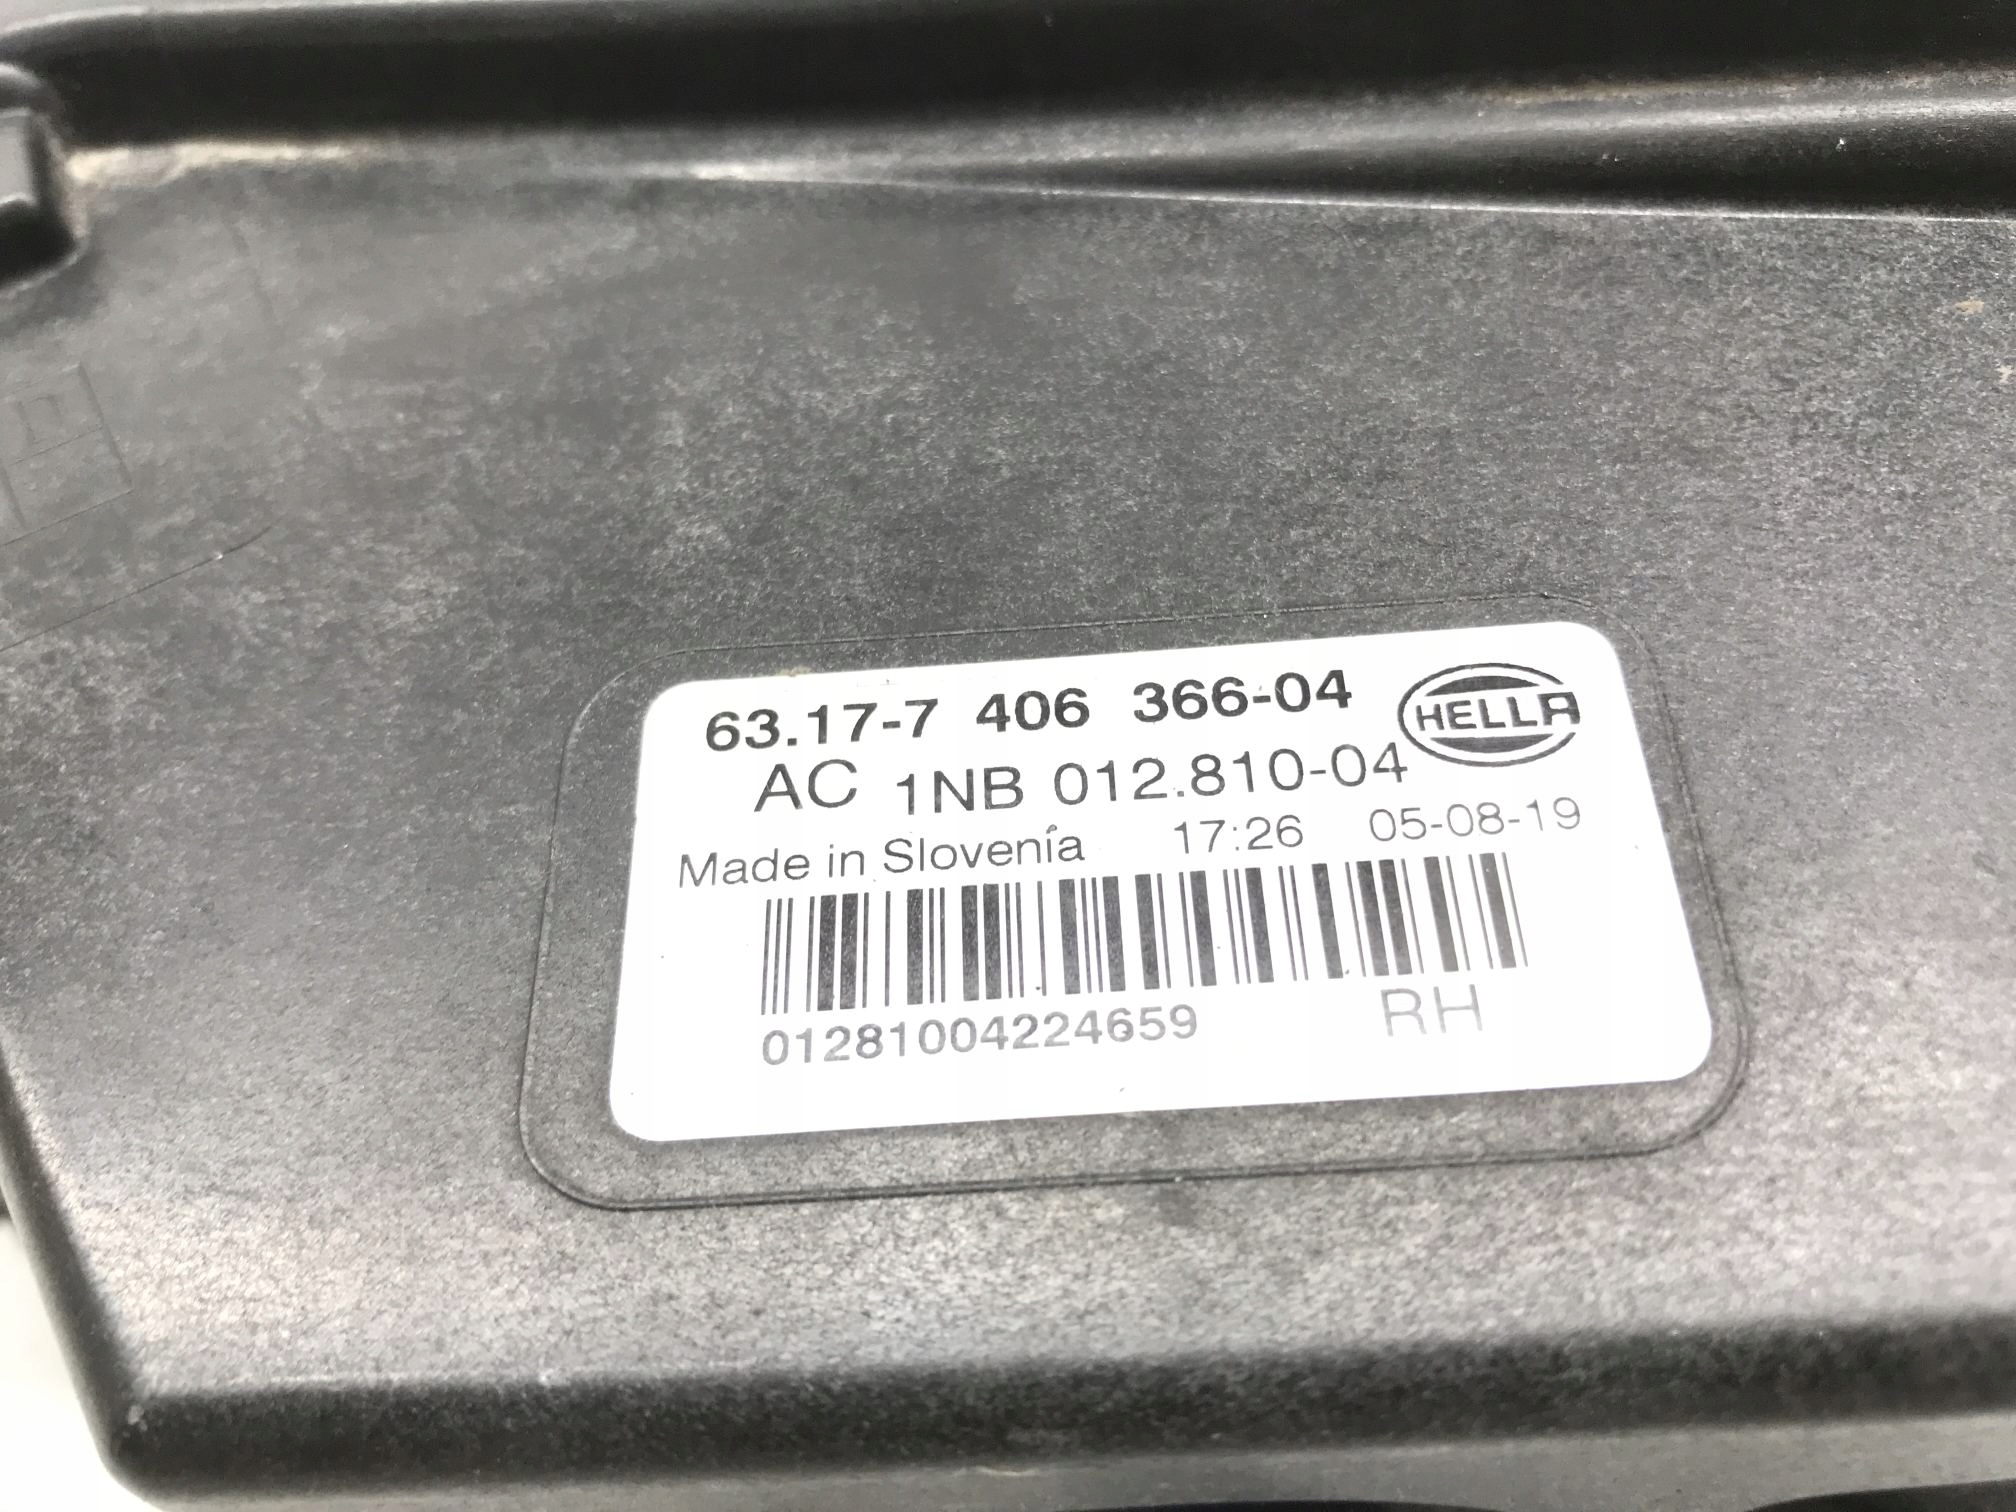 63.17-7 406 366-04
HELLA
AC 1NB 012.810-04
Made in Slovenía 17:26 05-08-19
01281004224659
RH